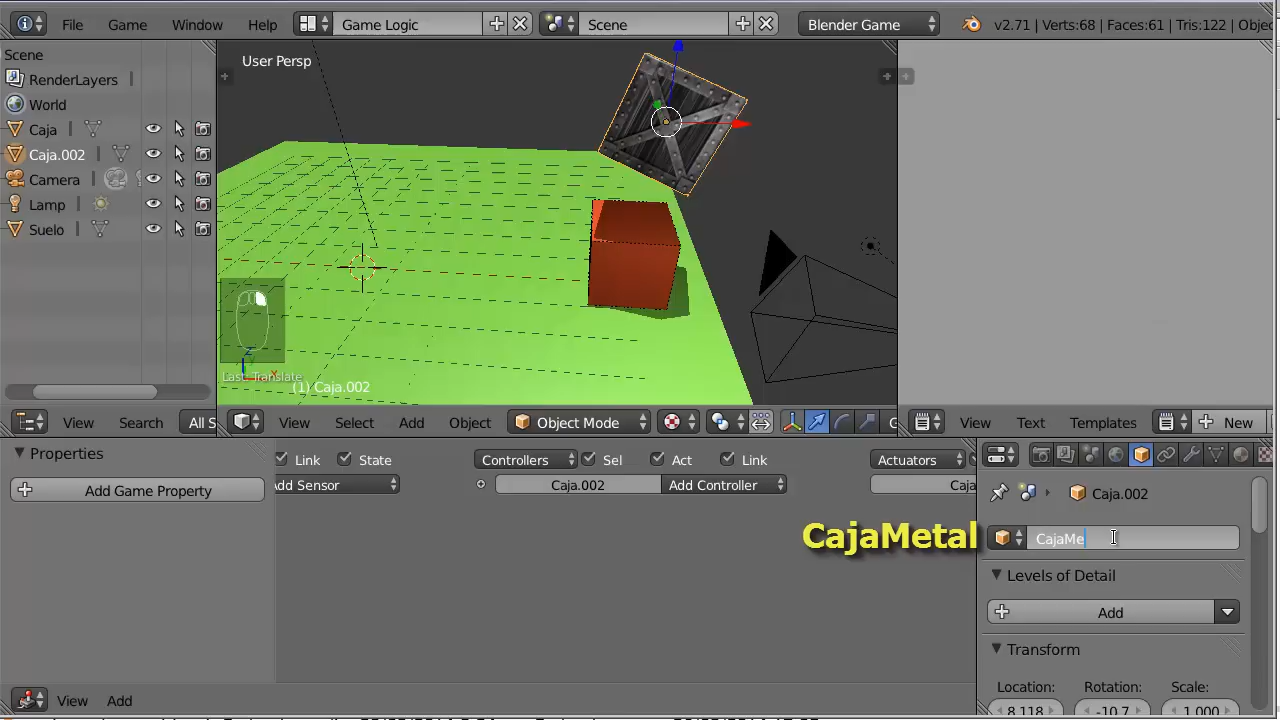 File Game Window Help Game Logic Scene Blender Game v2.71 | Verts:68 | Faces:61 | Tris:122 | Objec
Scene
RenderLayers
World
Caja
Caja.002
Camera
Lamp
Suelo
User Persp
(1) Caja.002
Last: Translate
View Search All S
View Select Add Object Object Mode G
View Text Templates New
Properties
Add Game Property
Link State Controllers Sel Act Link Actuators
Add Sensor Caja.002 Add Controller Caja
CajaMetal
View Add
Caja.002
CajaMe
Levels of Detail
Add
Transform
Location: Rotation: Scale:
8.118 -10.7 1.000